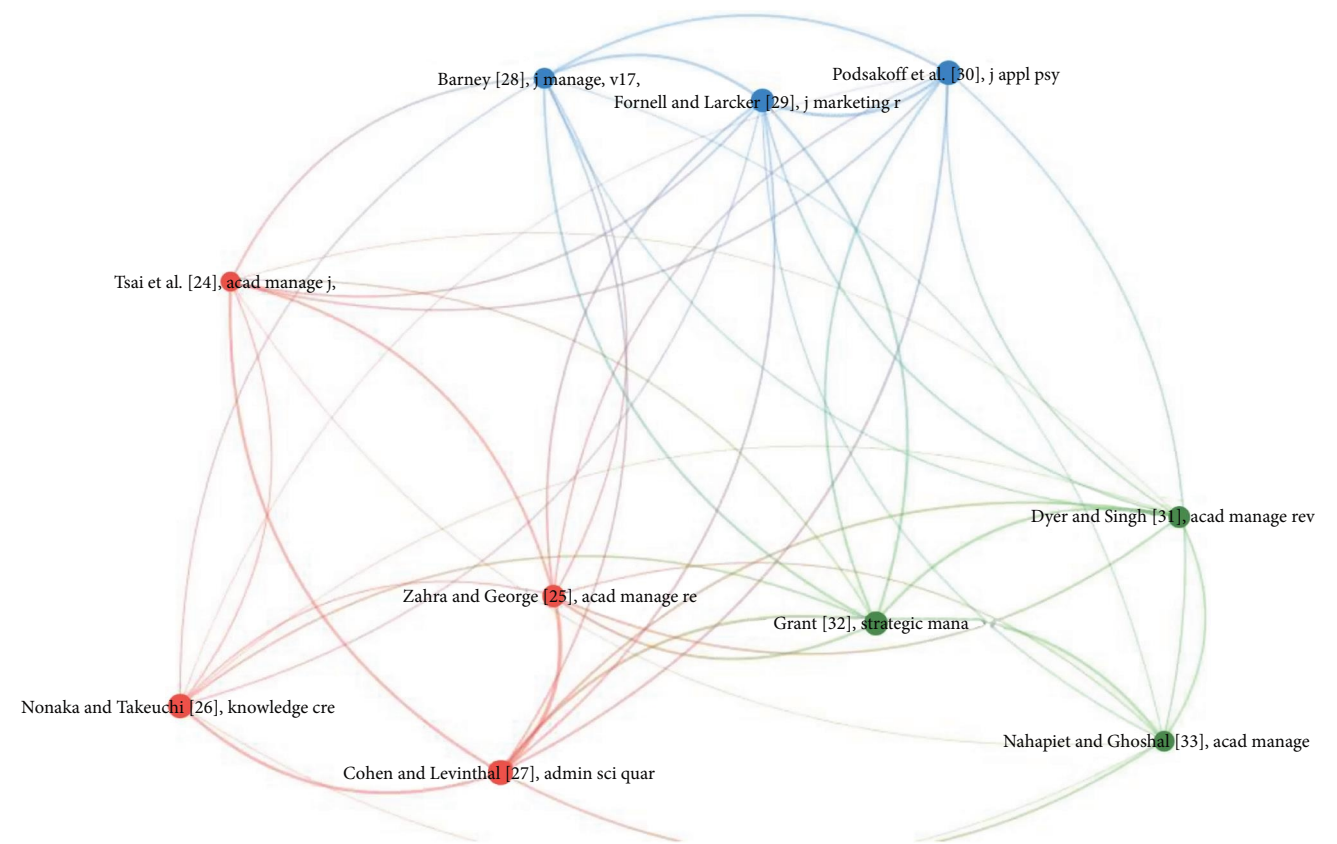 Barney [28], j manage, v17,
Podsakoff et al. [30], j appl psy
Fornell and Larcker [29], j marketing r
Tsai et al. [24], acad manage j,
Dyer and Singh [31], acad manage rev
Zahra and George [25], acad manage re
Grant [32], strategic mana
Nonaka and Takeuchi [26], knowledge cre
Nahapiet and Ghoshal [33], acad manage
Cohen and Levinthal [27], admin sci quar